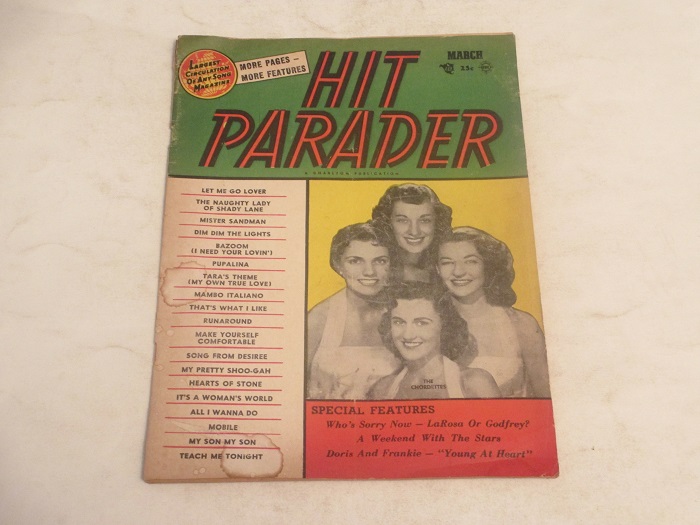 LARGEST
CIRCULATION
OF ANY SONG
MAGAZINE
MORE PAGES –
MORE FEATURES
HIT
PARADER
MARCH
25c
A CHARLTON PUBLICATION
LET ME GO LOVER
THE NAUGHTY LADY
OF SHADY LANE
MISTER SANDMAN
DIM DIM THE LIGHTS
BAZOOM
(I NEED YOUR LOVIN')
PUPALINA
TARA'S THEME
(MY OWN TRUE LOVE)
MAMBO ITALIANO
THAT'S WHAT I LIKE
RUNAROUND
MAKE YOURSELF
COMFORTABLE
SONG FROM DESIREE
MY PRETTY SHOO-GAH
HEARTS OF STONE
IT'S A WOMAN'S WORLD
ALL I WANNA DO
MOBILE
MY SON MY SON
TEACH ME TONIGHT
THE
CHORDETTES
SPECIAL FEATURES
Who's Sorry Now – LaRosa Or Godfrey?
A Weekend With The Stars
Doris And Frankie – "Young At Heart"